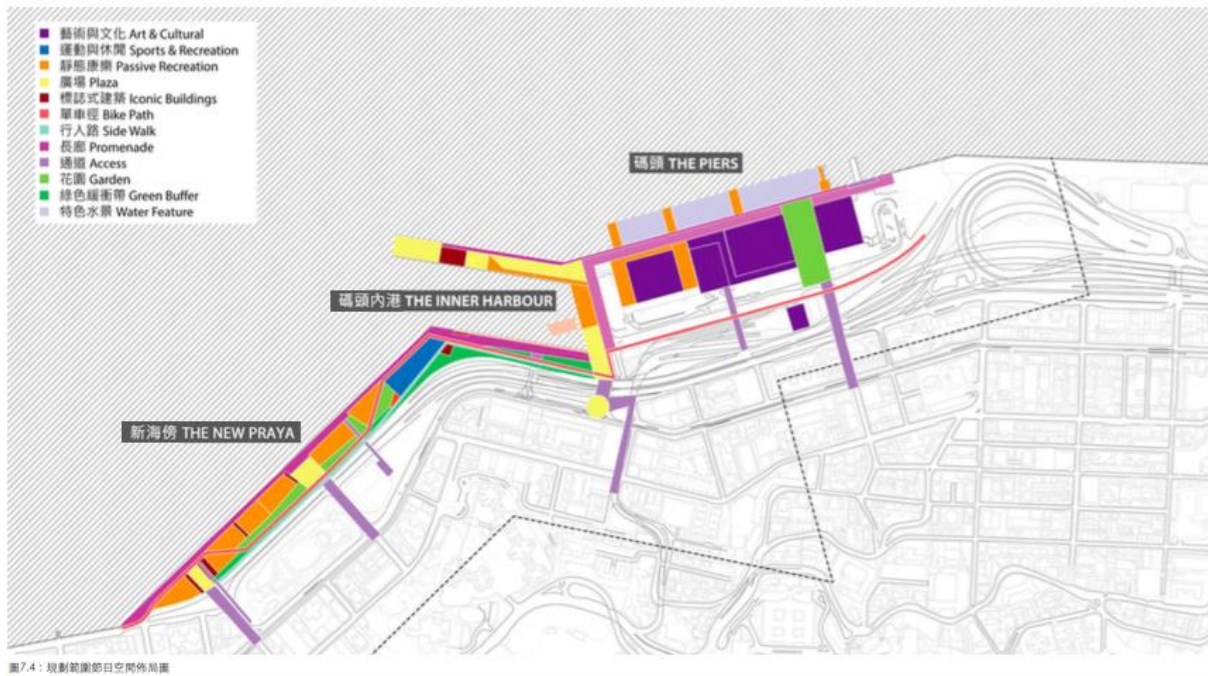 藝術與文化 Art & Cultural
運動與休閒 Sports & Recreation
靜態康樂 Passive Recreation
廣場 Plaza
標誌式建築 Iconic Buildings
單車徑 Bike Path
行人路 Side Walk
長廊 Promenade
通道 Access
花園 Garden
綠色緩衝帶 Green Buffer
特色水景 Water Feature
碼頭 THE PIERS
碼頭內港 THE INNER HARBOUR
新海傍 THE NEW PRAYA
圖7.4：規劃範圍節日空間佈局圖